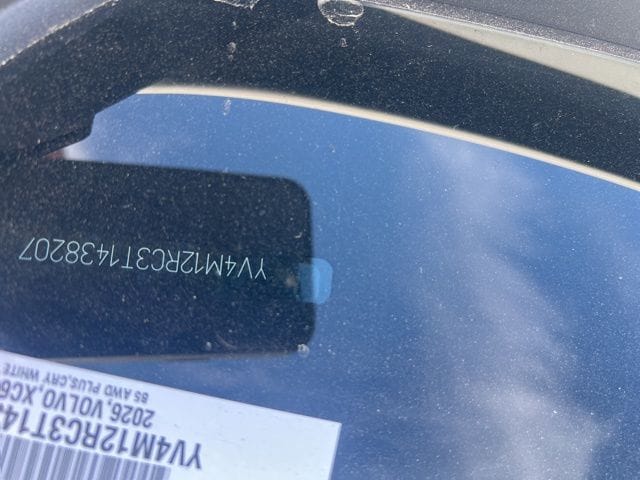 YV4M12RC3T14
2026,VOLVO,XC6
B5 AWD PLUS,CRY WHITE
YV4M12RC3T1438207